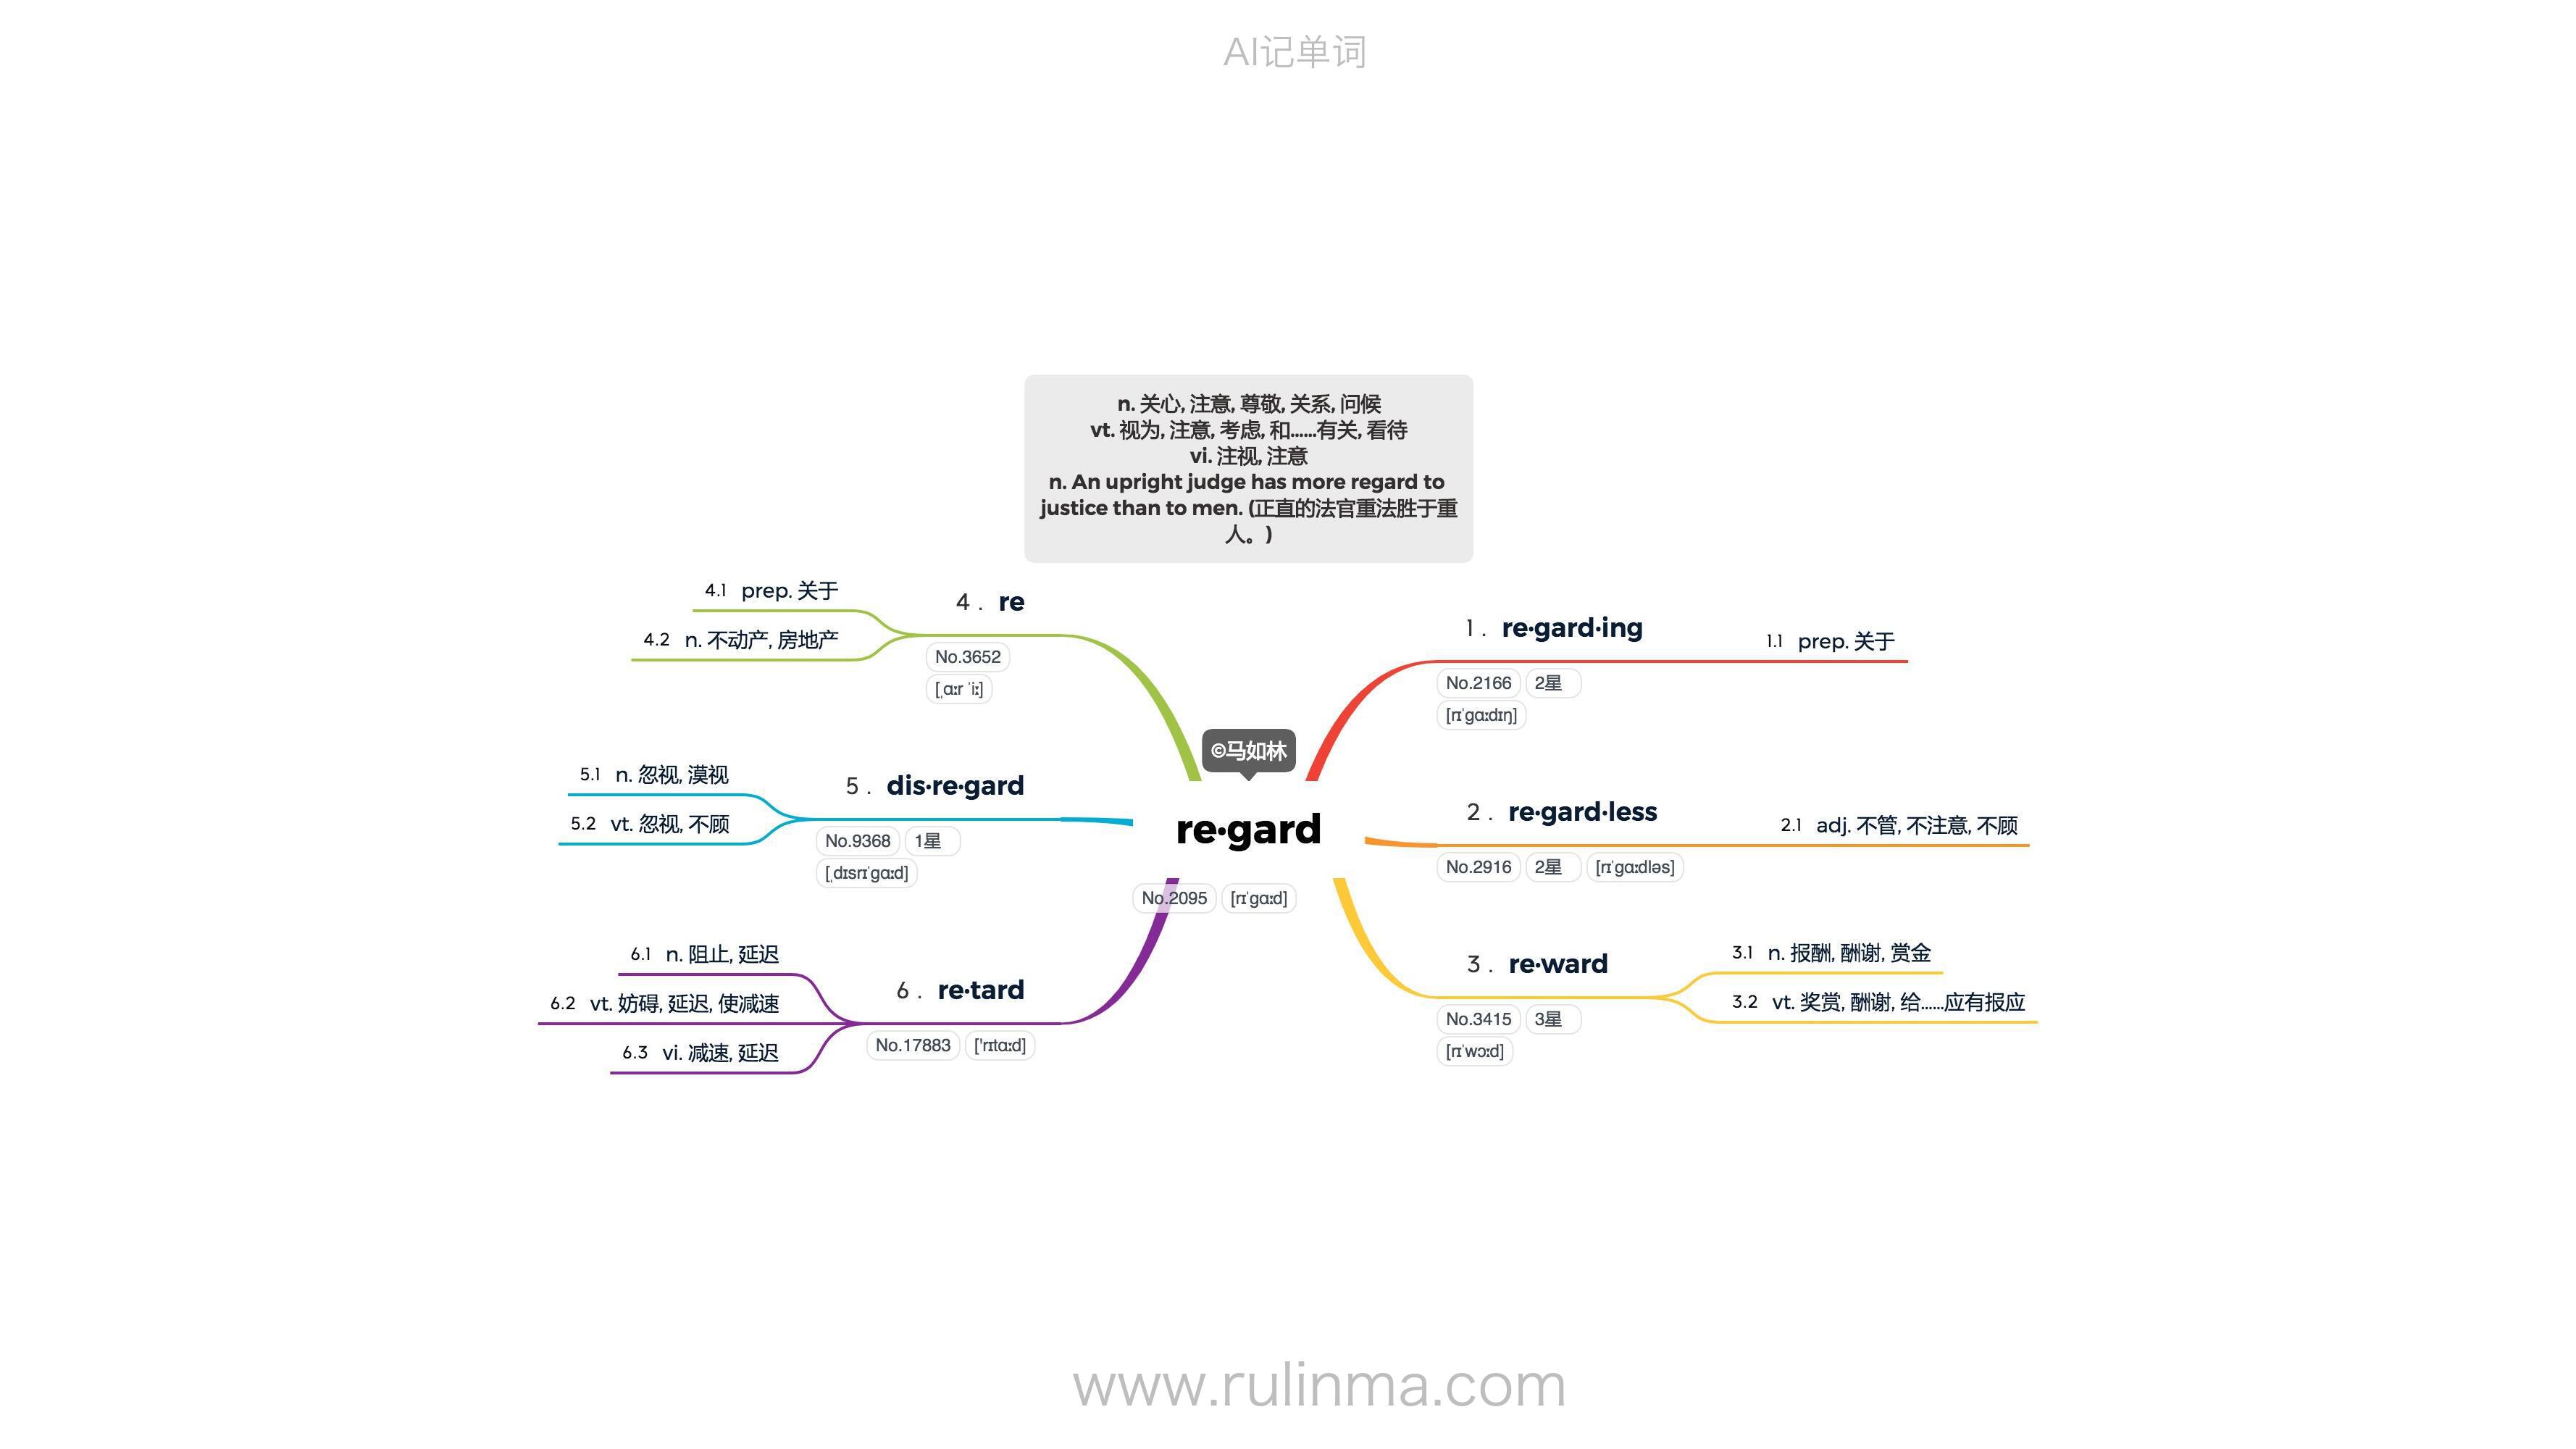 AI记单词
n. 关心, 注意, 尊敬, 关系, 问候
vt. 视为, 注意, 考虑, 和......有关, 看待
vi. 注视, 注意
n. An upright judge has more regard to
justice than to men. (正直的法官重法胜于重
人。)
©马如林
re·gard
No.2095 [rɪˈgɑːd]
1 . re·gard·ing
No.2166 2星
[rɪˈgɑːdɪŋ]
1.1 prep. 关于
2 . re·gard·less
No.2916 2星 [rɪˈgɑːdləs]
2.1 adj. 不管, 不注意, 不顾
3 . re·ward
No.3415 3星
[rɪˈwɔːd]
3.1 n. 报酬, 酬谢, 赏金
3.2 vt. 奖赏, 酬谢, 给......应有报应
4 . re
No.3652
[ˌɑːr ˈiː]
4.1 prep. 关于
4.2 n. 不动产, 房地产
5 . dis·re·gard
No.9368 1星
[ˌdɪsrɪˈgɑːd]
5.1 n. 忽视, 漠视
5.2 vt. 忽视, 不顾
6 . re·tard
No.17883 ['rɪtɑːd]
6.1 n. 阻止, 延迟
6.2 vt. 妨碍, 延迟, 使减速
6.3 vi. 减速, 延迟
www.rulinma.com